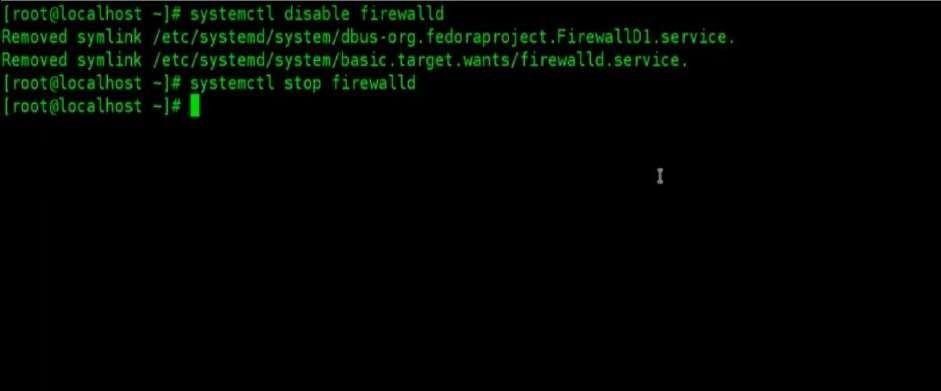 [root@localhost ~]# systemctl disable firewalld
Removed symlink /etc/systemd/system/dbus-org.fedoraproject.FirewallD1.service.
Removed symlink /etc/systemd/system/basic.target.wants/firewalld.service.
[root@localhost ~]# systemctl stop firewalld
[root@localhost ~]#